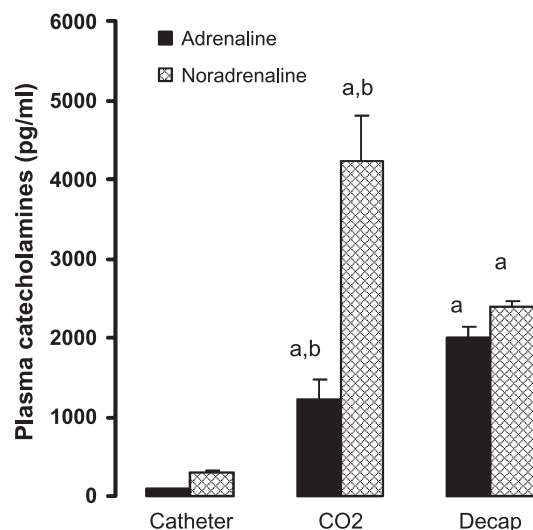 Plasma catecholamines (pg/ml)
6000
5000
4000
3000
2000
1000
0
Adrenaline
Noradrenaline
a,b
a,b
a
a
Catheter
CO2
Decap